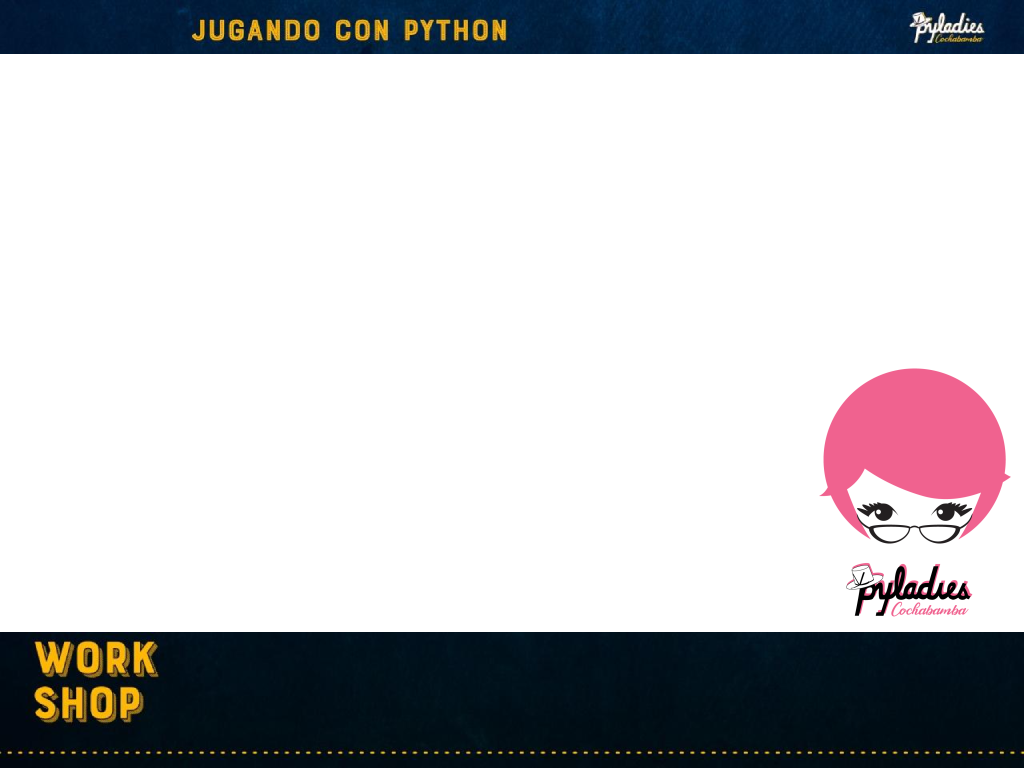 JUGANDO CON PYTHON
pyladies
Cochabamba
pyladies
Cochabamba
WORK
SHOP